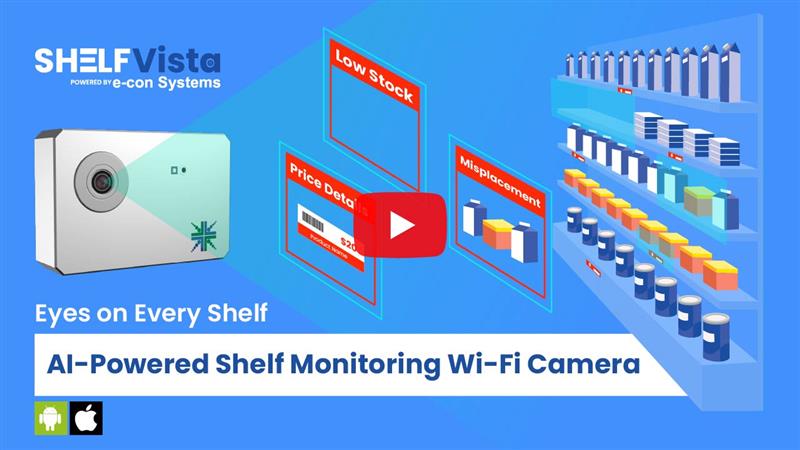 SHELFVista
POWERED BY e-con Systems
Low Stock
Price Details
$20
Product Name
Misplacement
Eyes on Every Shelf
AI-Powered Shelf Monitoring Wi-Fi Camera